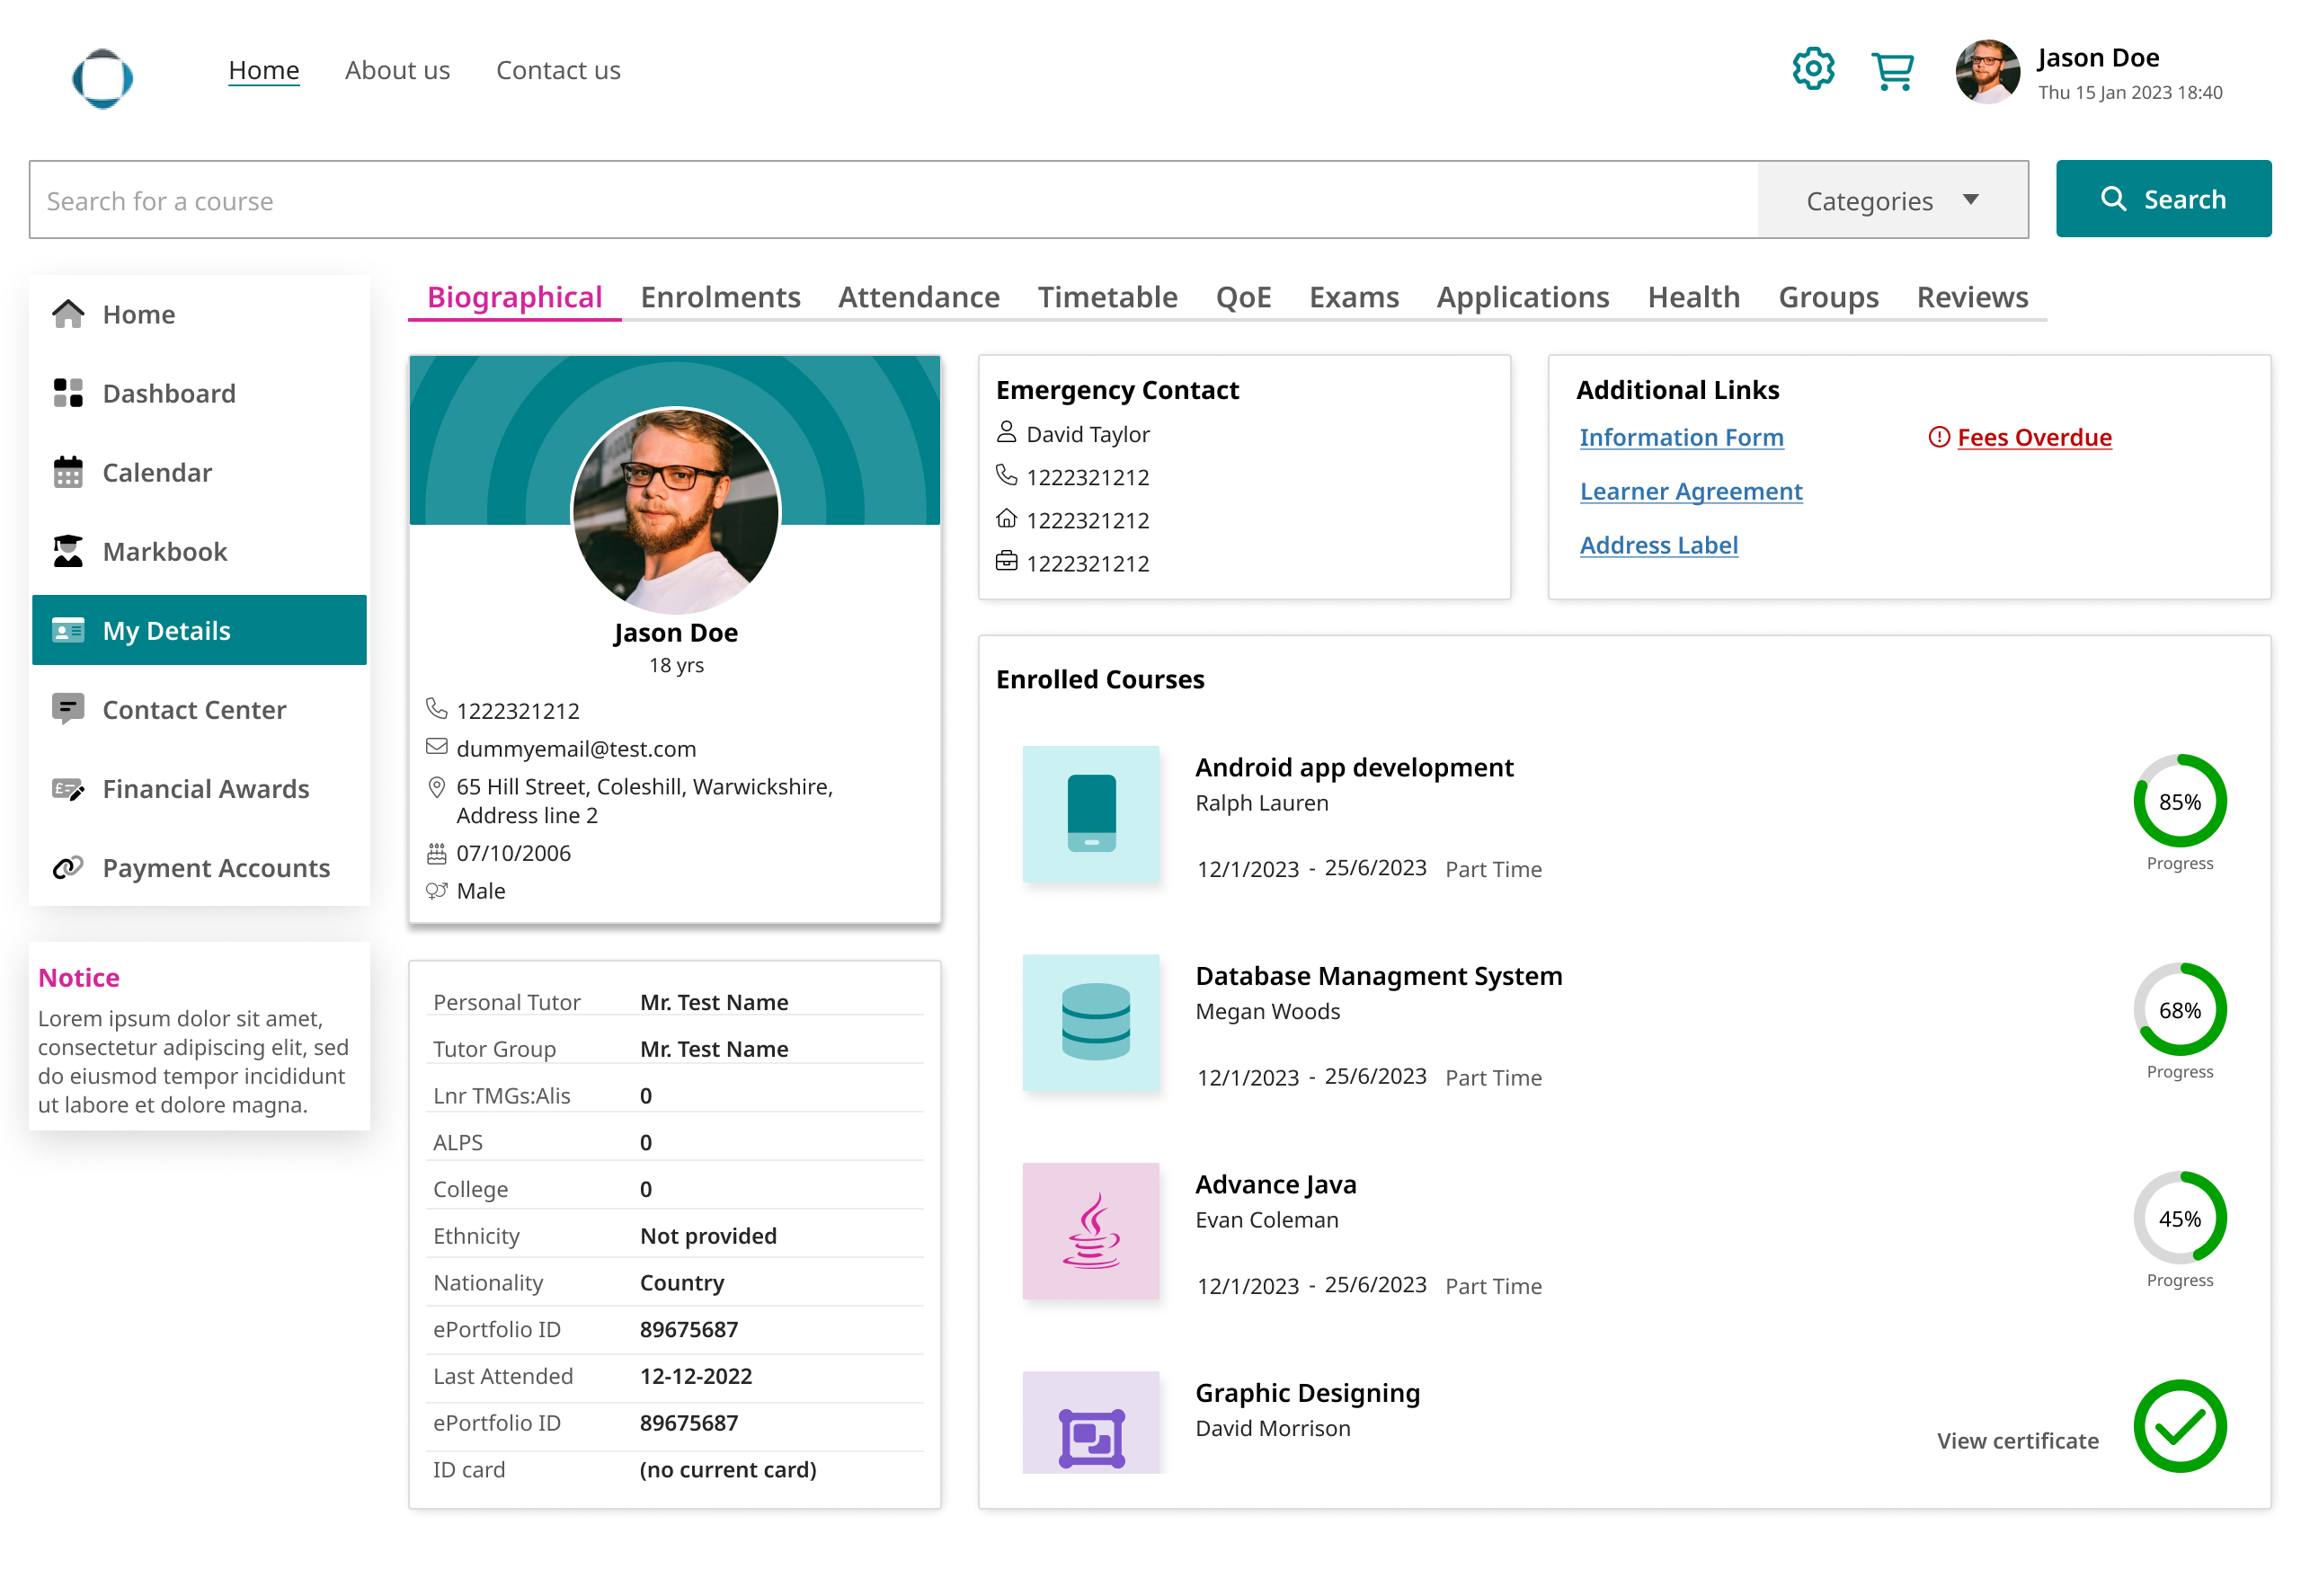 Home About us Contact us
Jason Doe
Thu 15 Jan 2023 18:40
Search for a course
Categories
Search
Home
Dashboard
Calendar
Markbook
My Details
Contact Center
Financial Awards
Payment Accounts
Notice
Lorem ipsum dolor sit amet,
consectetur adipiscing elit, sed
do eiusmod tempor incididunt
ut labore et dolore magna.
Biographical Enrolments Attendance Timetable QoE Exams Applications Health Groups Reviews
Jason Doe
18 yrs
1222321212
dummyemail@test.com
65 Hill Street, Coleshill, Warwickshire,
Address line 2
07/10/2006
Male
Personal Tutor Mr. Test Name
Tutor Group Mr. Test Name
Lnr TMGs:Alis 0
ALPS 0
College 0
Ethnicity Not provided
Nationality Country
ePortfolio ID 89675687
Last Attended 12-12-2022
ePortfolio ID 89675687
ID card (no current card)
Emergency Contact
David Taylor
1222321212
1222321212
1222321212
Additional Links
Information Form
Fees Overdue
Learner Agreement
Address Label
Enrolled Courses
Android app development
Ralph Lauren
12/1/2023 - 25/6/2023 Part Time
85%
Progress
Database Managment System
Megan Woods
12/1/2023 - 25/6/2023 Part Time
68%
Progress
Advance Java
Evan Coleman
12/1/2023 - 25/6/2023 Part Time
45%
Progress
Graphic Designing
David Morrison
View certificate